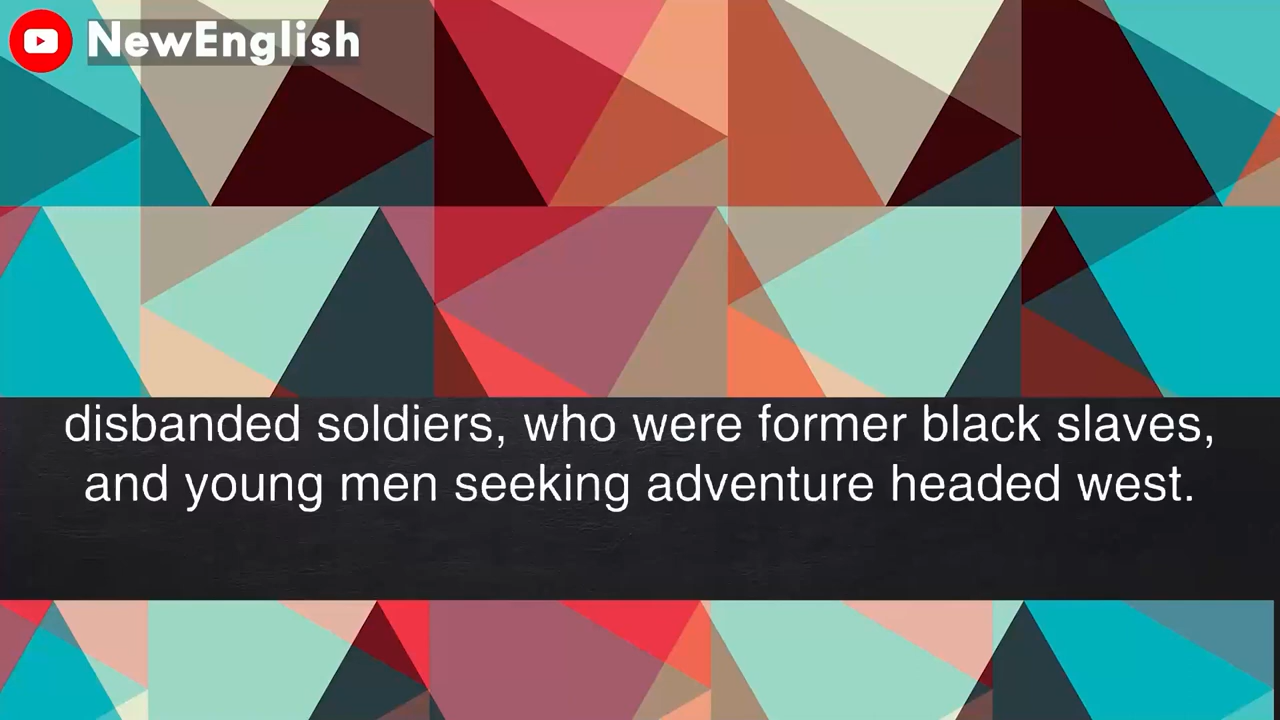 NewEnglish
disbanded soldiers, who were former black slaves,
and young men seeking adventure headed west.